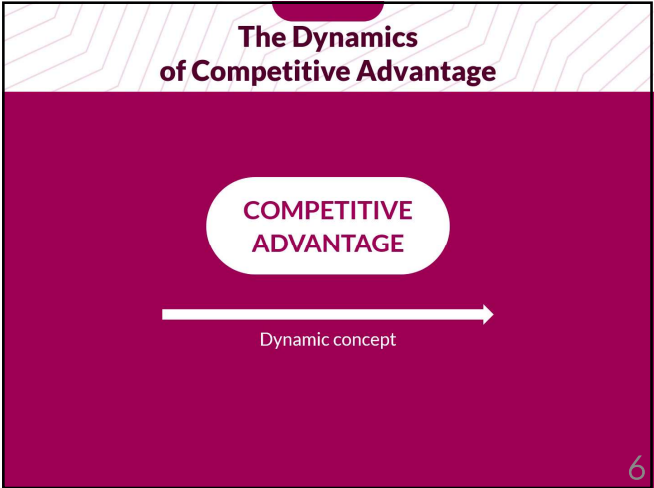 The Dynamics
of Competitive Advantage
COMPETITIVE
ADVANTAGE
Dynamic concept
6